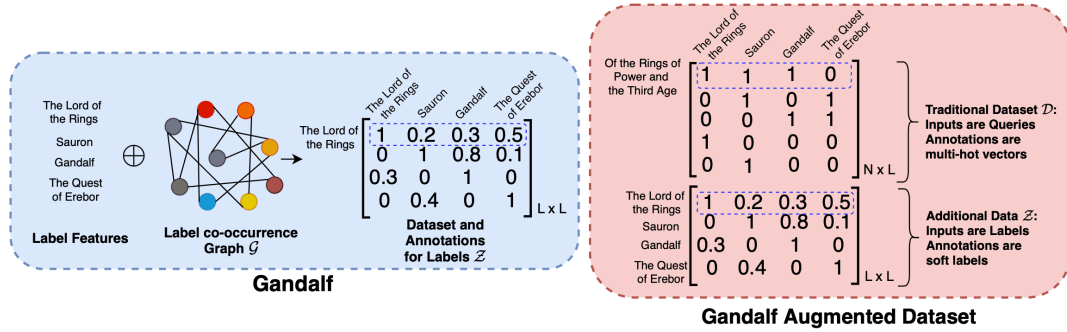 The Lord of
the Rings
Sauron
Gandalf
The Quest
of Erebor
Label Features
Label co-occurrence
Graph 𝒢
The Lord of
the Rings
Sauron
Gandalf
The Quest
of Erebor
The Lord of
the Rings
1 0.2 0.3 0.5
0 1 0.8 0.1
0.3 0 1 0
0 0.4 0 1
L x L
Dataset and
Annotations
for Labels 𝒵
Gandalf
The Lord of
the Rings
Sauron
Gandalf
The Quest
of Erebor
Of the Rings of
Power and
the Third Age
1 1 1 0
0 1 0 1
0 0 1 1
1 0 0 0
0 1 0 0
N x L
Traditional Dataset 𝒟:
Inputs are Queries
Annotations are
multi-hot vectors
The Lord of
the Rings
Sauron
Gandalf
The Quest
of Erebor
1 0.2 0.3 0.5
0 1 0.8 0.1
0.3 0 1 0
0 0.4 0 1
L x L
Additional Data 𝒵:
Inputs are Labels
Annotations are
soft labels
Gandalf Augmented Dataset